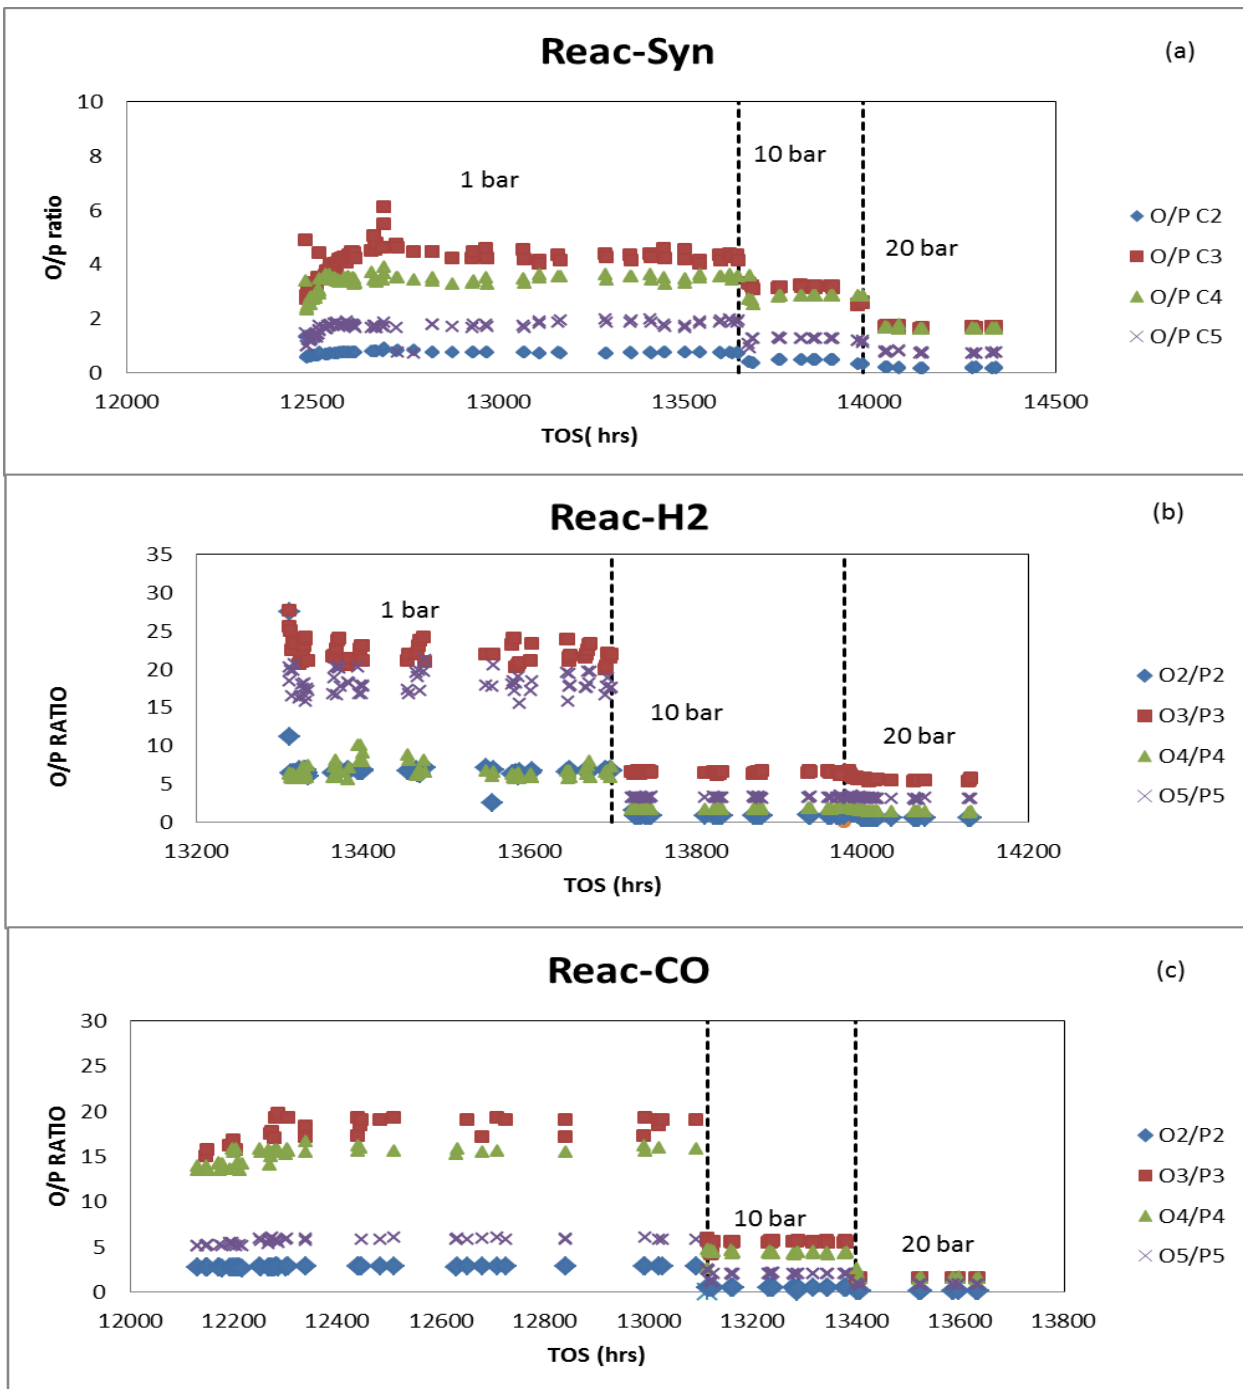 Reac-Syn
(a)
10
8
6
4
2
0
O/p ratio
1 bar
10 bar
20 bar
O/P C2
O/P C3
O/P C4
O/P C5
12000 12500 13000 13500 14000 14500
TOS( hrs)
Reac-H2
(b)
35
30
25
20
15
10
5
0
O/P RATIO
1 bar
10 bar
20 bar
O2/P2
O3/P3
O4/P4
O5/P5
13200 13400 13600 13800 14000 14200
TOS (hrs)
Reac-CO
(c)
30
25
20
15
10
5
0
O/P RATIO
10 bar
20 bar
O2/P2
O3/P3
O4/P4
O5/P5
12000 12200 12400 12600 12800 13000 13200 13400 13600 13800
TOS (hrs)